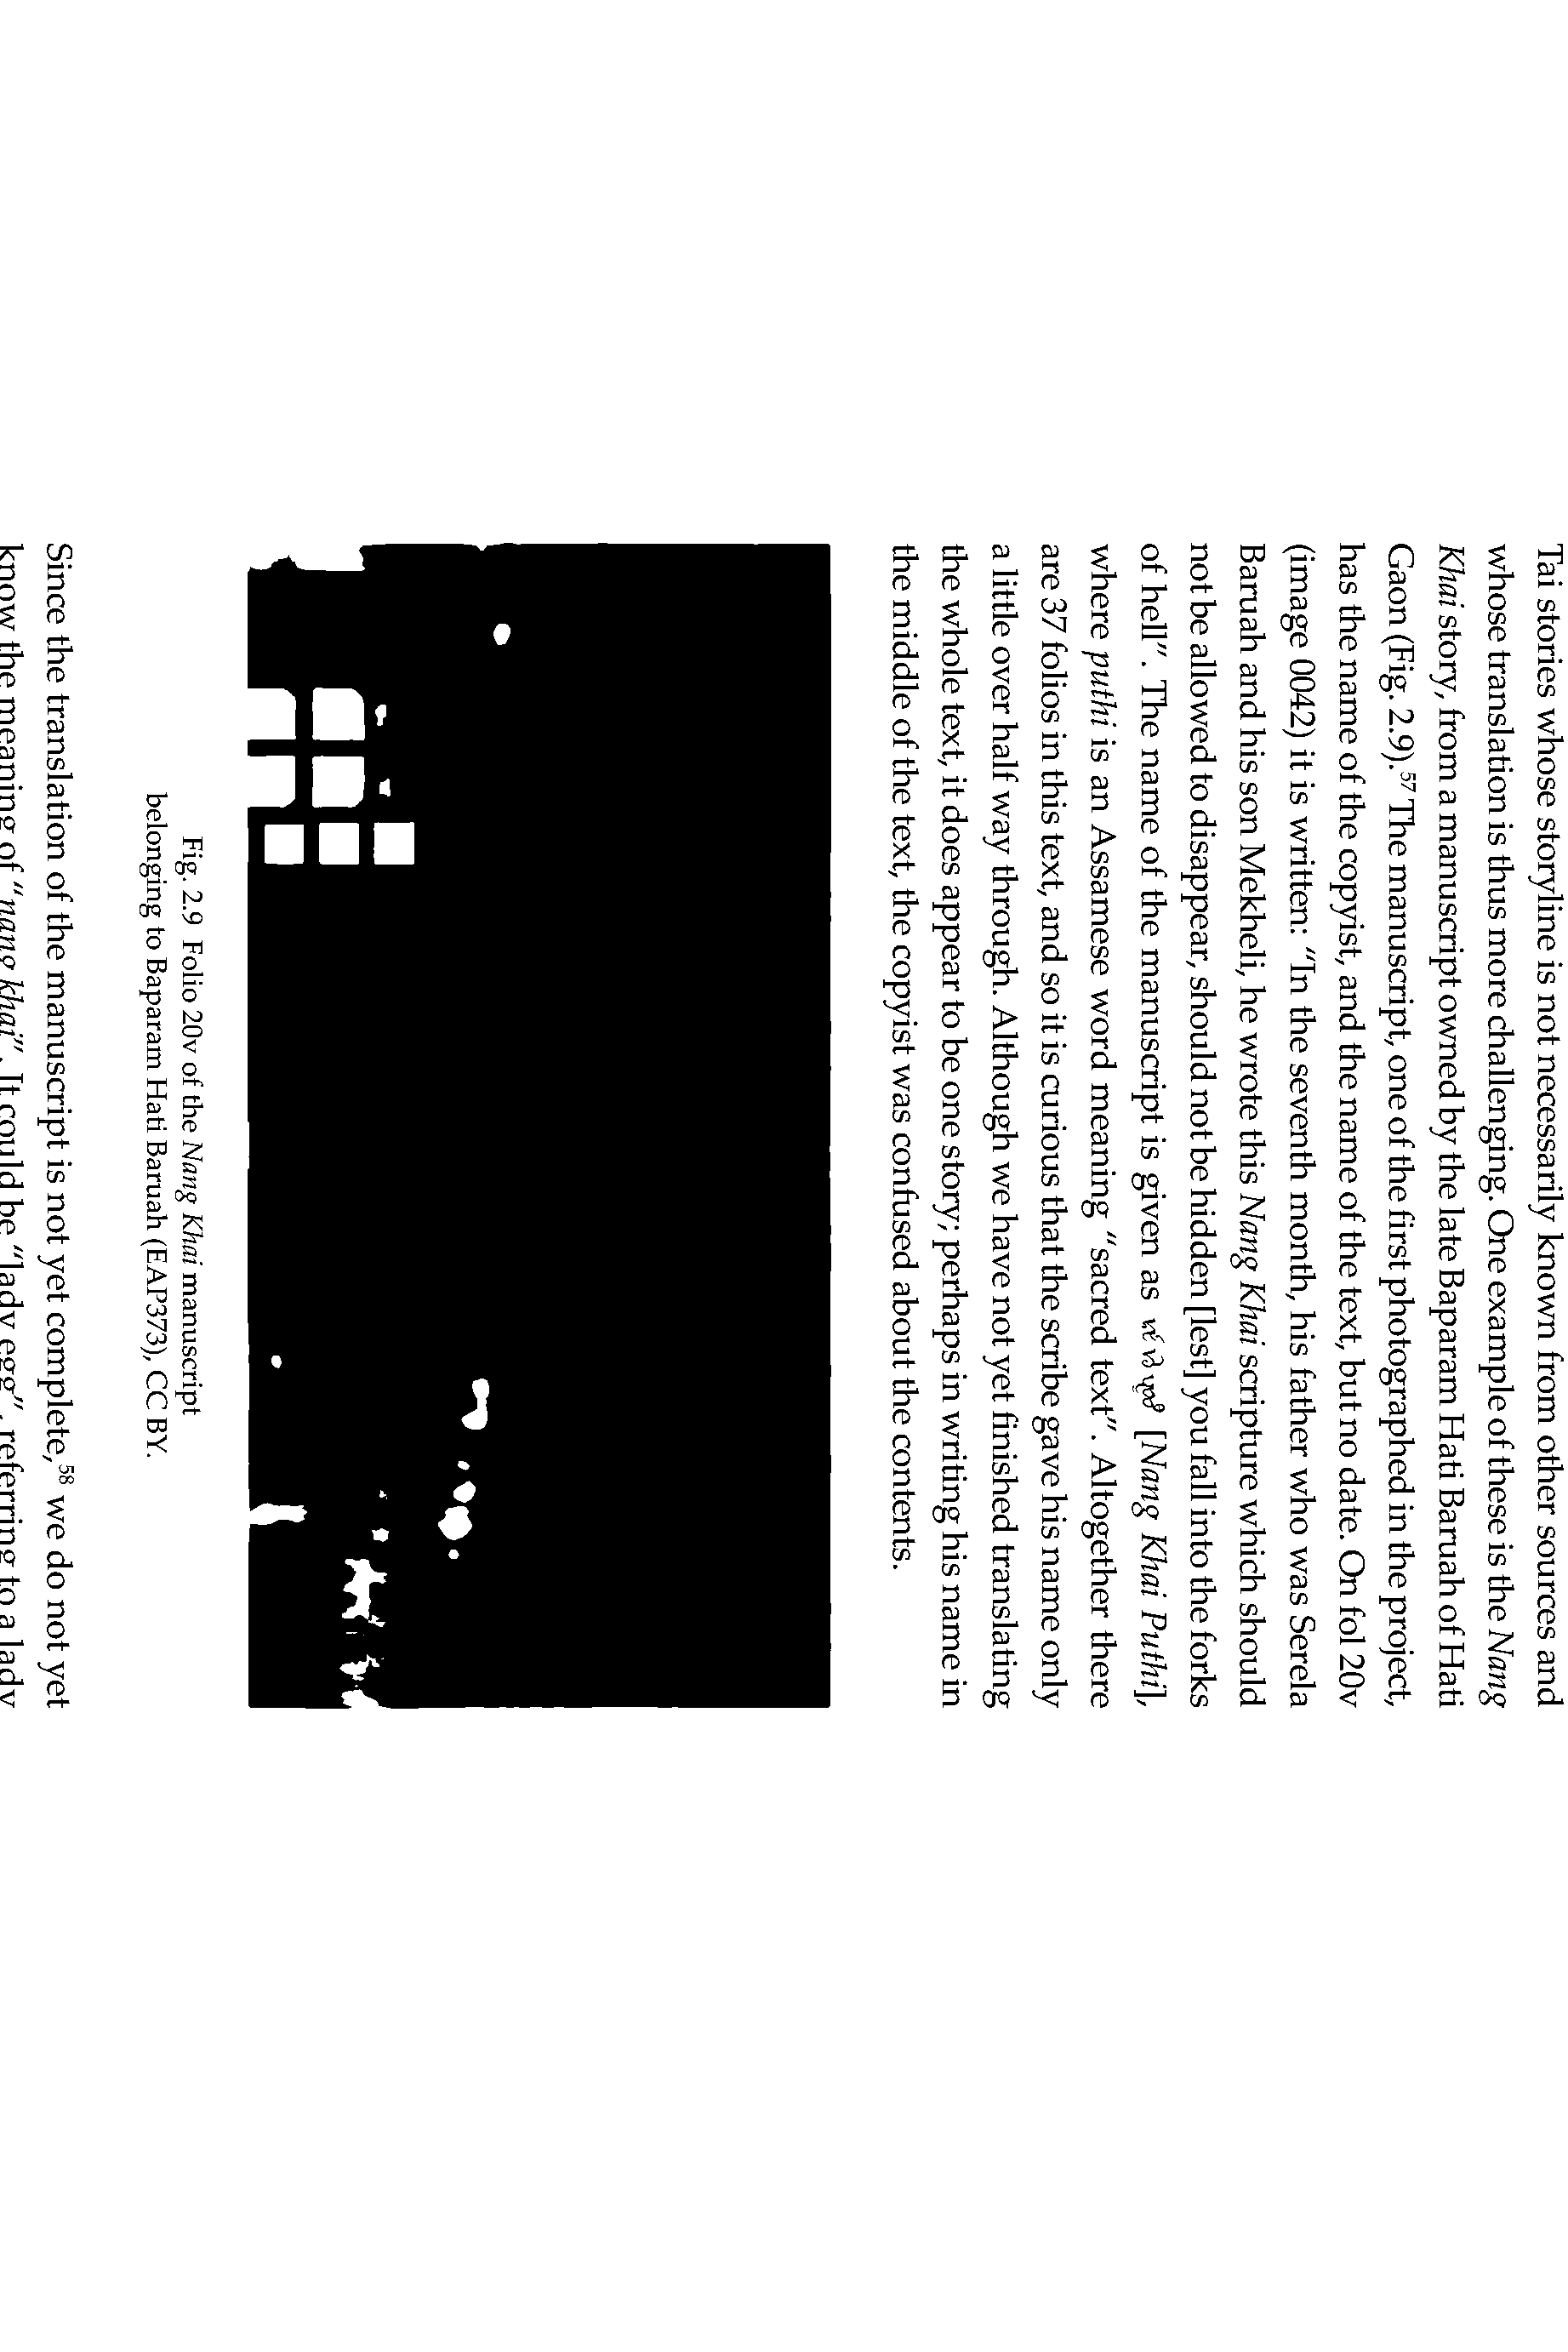 Tai stories whose storyline is not necessarily known from other sources and
whose translation is thus more challenging. One example of these is the Nang
Khai story, from a manuscript owned by the late Baparam Hati Baruah of Hati
Gaon (Fig. 2.9).57 The manuscript, one of the first photographed in the project,
has the name of the copyist, and the name of the text, but no date. On fol 20v
(image 0042) it is written: “In the seventh month, his father who was Serela
Baruah and his son Mekheli, he wrote this Nang Khai scripture which should
not be allowed to disappear, should not be hidden [lest] you fall into the forks
of hell”. The name of the manuscript is given as [Nang Khai Puthi],
where puthi is an Assamese word meaning “sacred text”. Altogether there
are 37 folios in this text, and so it is curious that the scribe gave his name only
a little over half way through. Although we have not yet finished translating
the whole text, it does appear to be one story; perhaps in writing his name in
the middle of the text, the copyist was confused about the contents.
Fig. 2.9 Folio 20v of the Nang Khai manuscript
belonging to Baparam Hati Baruah (EAP373), CC BY.
Since the translation of the manuscript is not yet complete,58 we do not yet
know the meaning of “nang khai”. It could be “lady egg”, referring to a lady